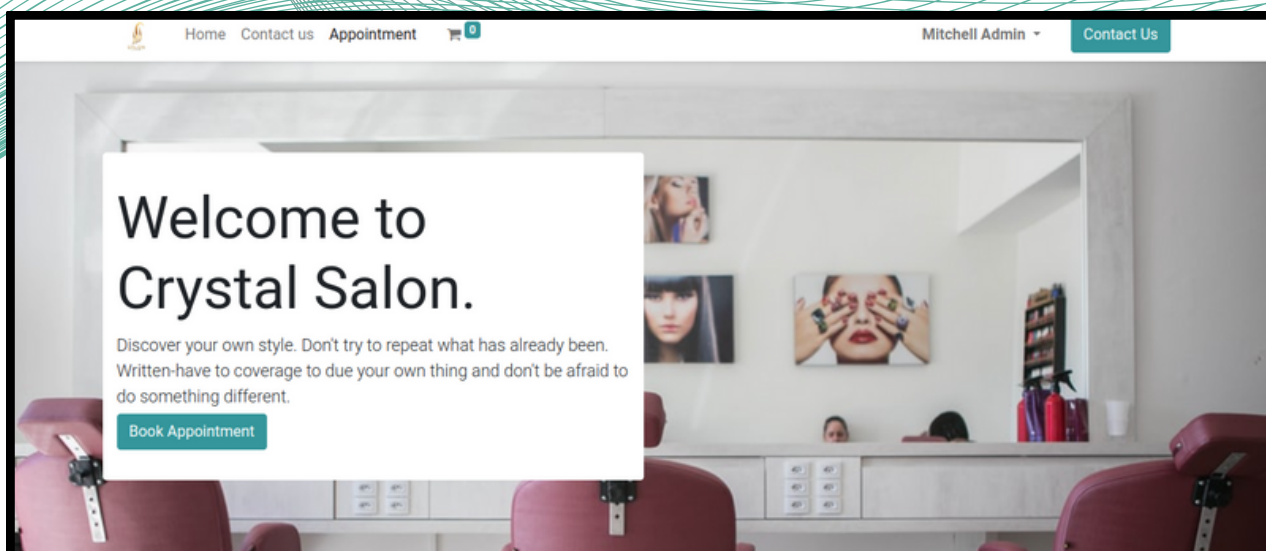 Home Contact us Appointment 0 Mitchell Admin Contact Us
Welcome to
Crystal Salon.
Discover your own style. Don't try to repeat what has already been.
Written-have to coverage to due your own thing and don't be afraid to
do something different.
Book Appointment